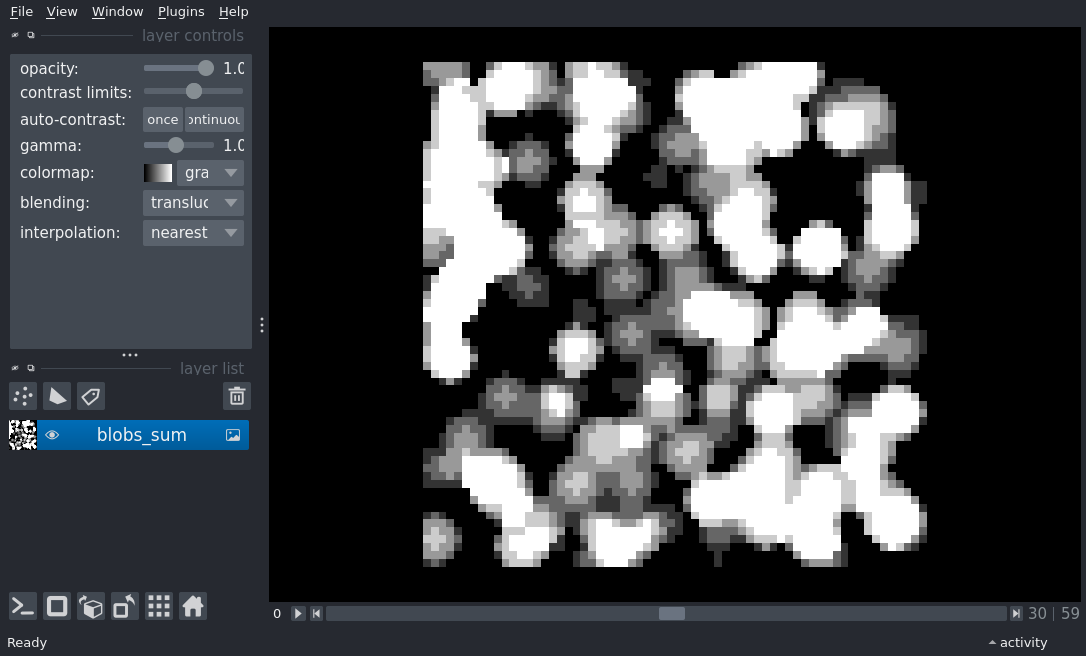 File View Window Plugins Help
layer controls
opacity: 1.0
contrast limits:
auto-contrast: once ontinuou
gamma: 1.0
colormap: gra
blending: transluc
interpolation: nearest
layer list
blobs_sum
0 30 | 59
Ready activity